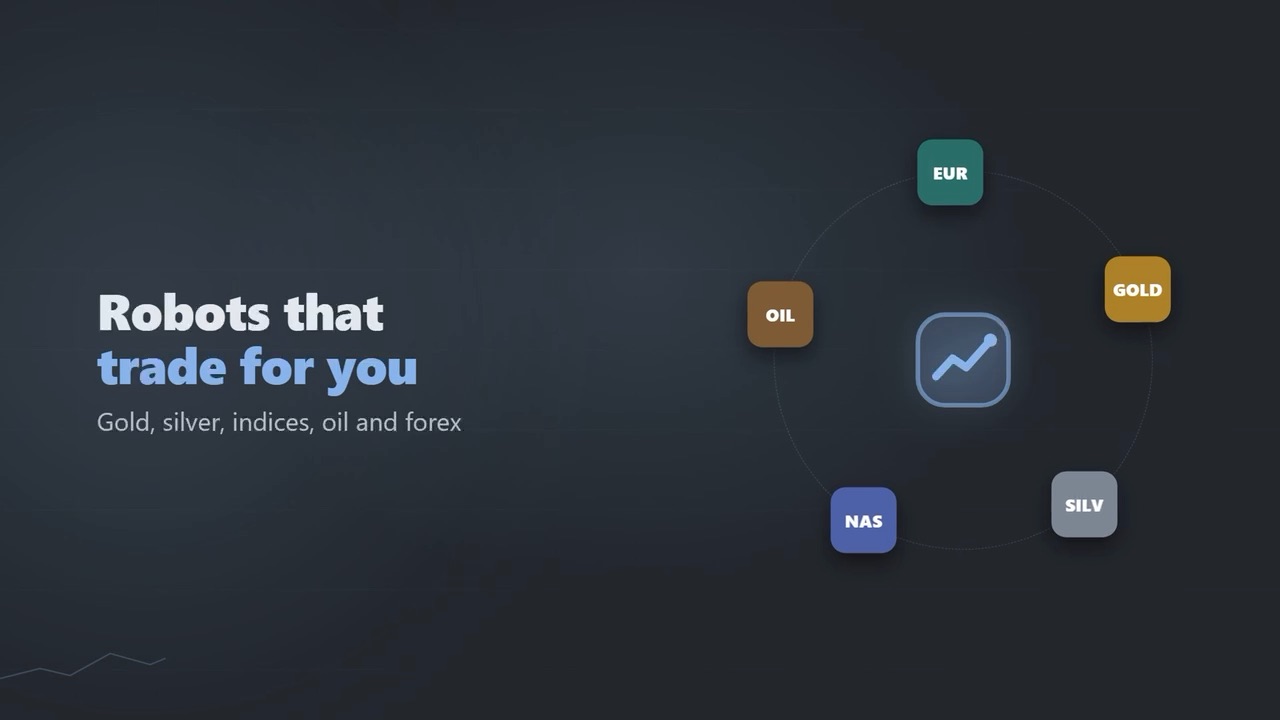 Robots that
trade for you
Gold, silver, indices, oil and forex
EUR
GOLD
OIL
SILV
NAS